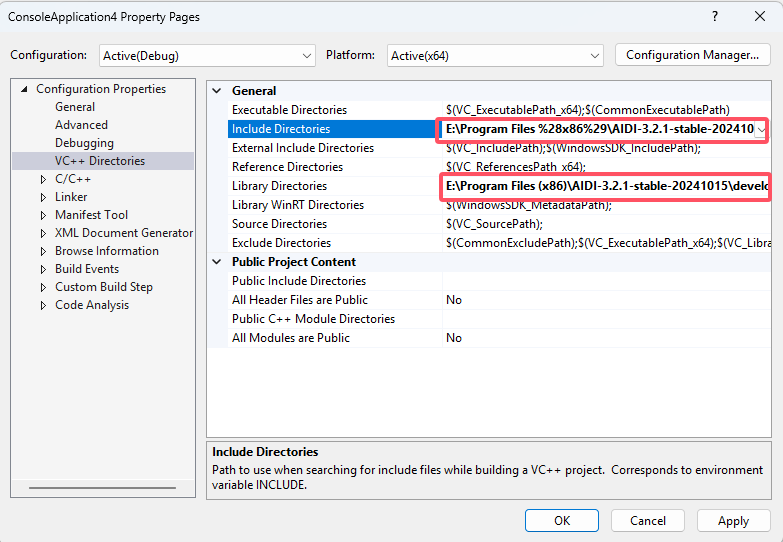 ConsoleApplication4 Property Pages ?
Configuration: Active(Debug) Platform: Active(x64) Configuration Manager...
Configuration Properties
General
Advanced
Debugging
VC++ Directories
C/C++
Linker
Manifest Tool
XML Document Generator
Browse Information
Build Events
Custom Build Step
Code Analysis
General
Executable Directories $(VC_ExecutablePath_x64);$(CommonExecutablePath)
Include Directories E:\Program Files %28x86%29\AIDI-3.2.1-stable-202410
External Include Directories $(VC_IncludePath);$(WindowsSDK_IncludePath);
Reference Directories $(VC_ReferencesPath_x64);
Library Directories E:\Program Files (x86)\AIDI-3.2.1-stable-20241015\develo
Library WinRT Directories $(WindowsSDK_MetadataPath);
Source Directories $(VC_SourcePath);
Exclude Directories $(CommonExcludePath);$(VC_ExecutablePath_x64);$(VC_Libra
Public Project Content
Public Include Directories
All Header Files are Public No
Public C++ Module Directories
All Modules are Public No
Include Directories
Path to use when searching for include files while building a VC++ project. Corresponds to environment
variable INCLUDE.
OK Cancel Apply